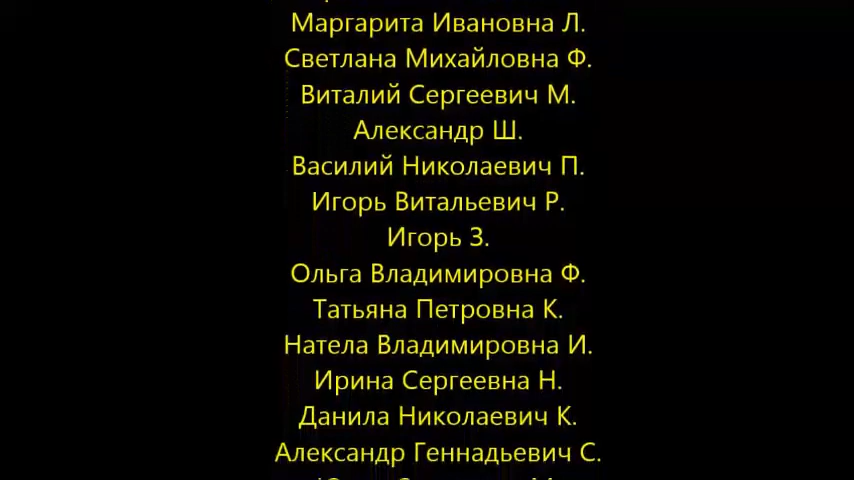 Маргарита Ивановна Л.
Светлана Михайловна Ф.
Виталий Сергеевич М.
Александр Ш.
Василий Николаевич П.
Игорь Витальевич Р.
Игорь З.
Ольга Владимировна Ф.
Татьяна Петровна К.
Натела Владимировна И.
Ирина Сергеевна Н.
Данила Николаевич К.
Александр Геннадьевич С.